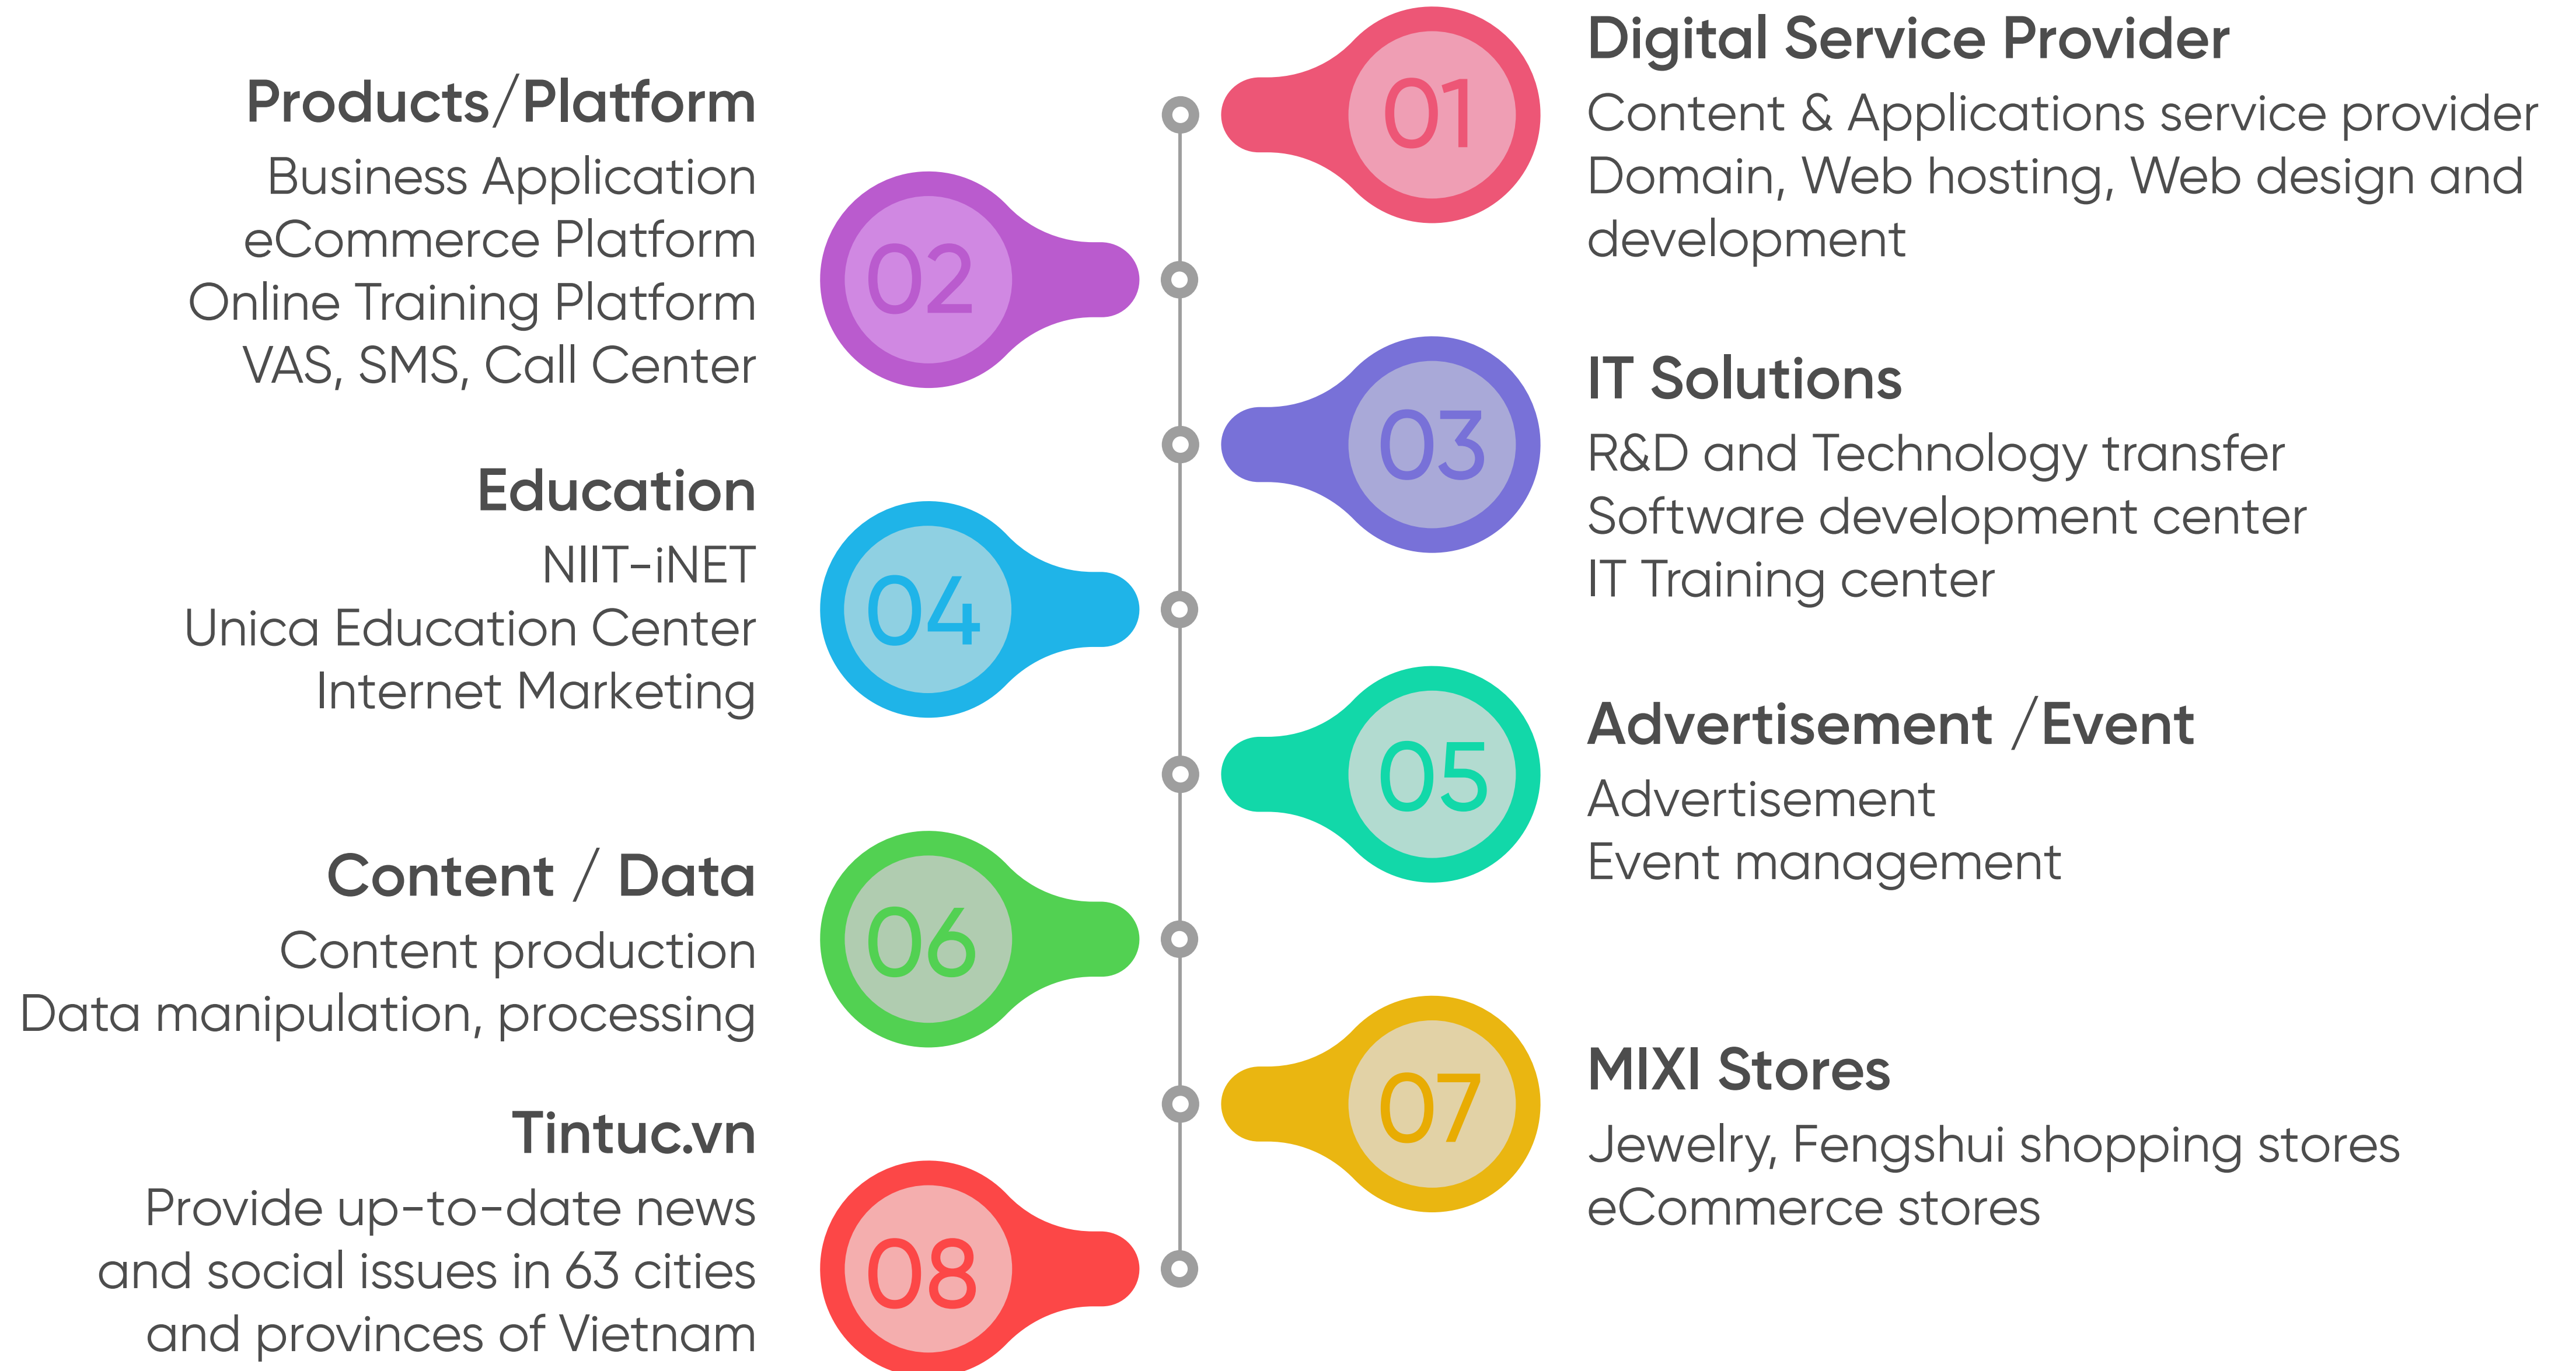 01
Digital Service Provider
Content & Applications service provider
Domain, Web hosting, Web design and
development
Products/Platform
Business Application
eCommerce Platform
Online Training Platform
VAS, SMS, Call Center
02
03
IT Solutions
R&D and Technology transfer
Software development center
IT Training center
Education
NIIT-iNET
Unica Education Center
Internet Marketing
04
05
Advertisement /Event
Advertisement
Event management
Content / Data
Content production
Data manipulation, processing
06
07
MIXI Stores
Jewelry, Fengshui shopping stores
eCommerce stores
Tintuc.vn
Provide up-to-date news
and social issues in 63 cities
and provinces of Vietnam
08